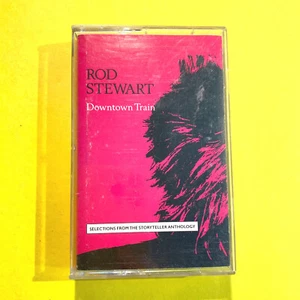 ROD
STEWART
Downtown Train
SELECTIONS FROM THE STORYTELLER ANTHOLOGY